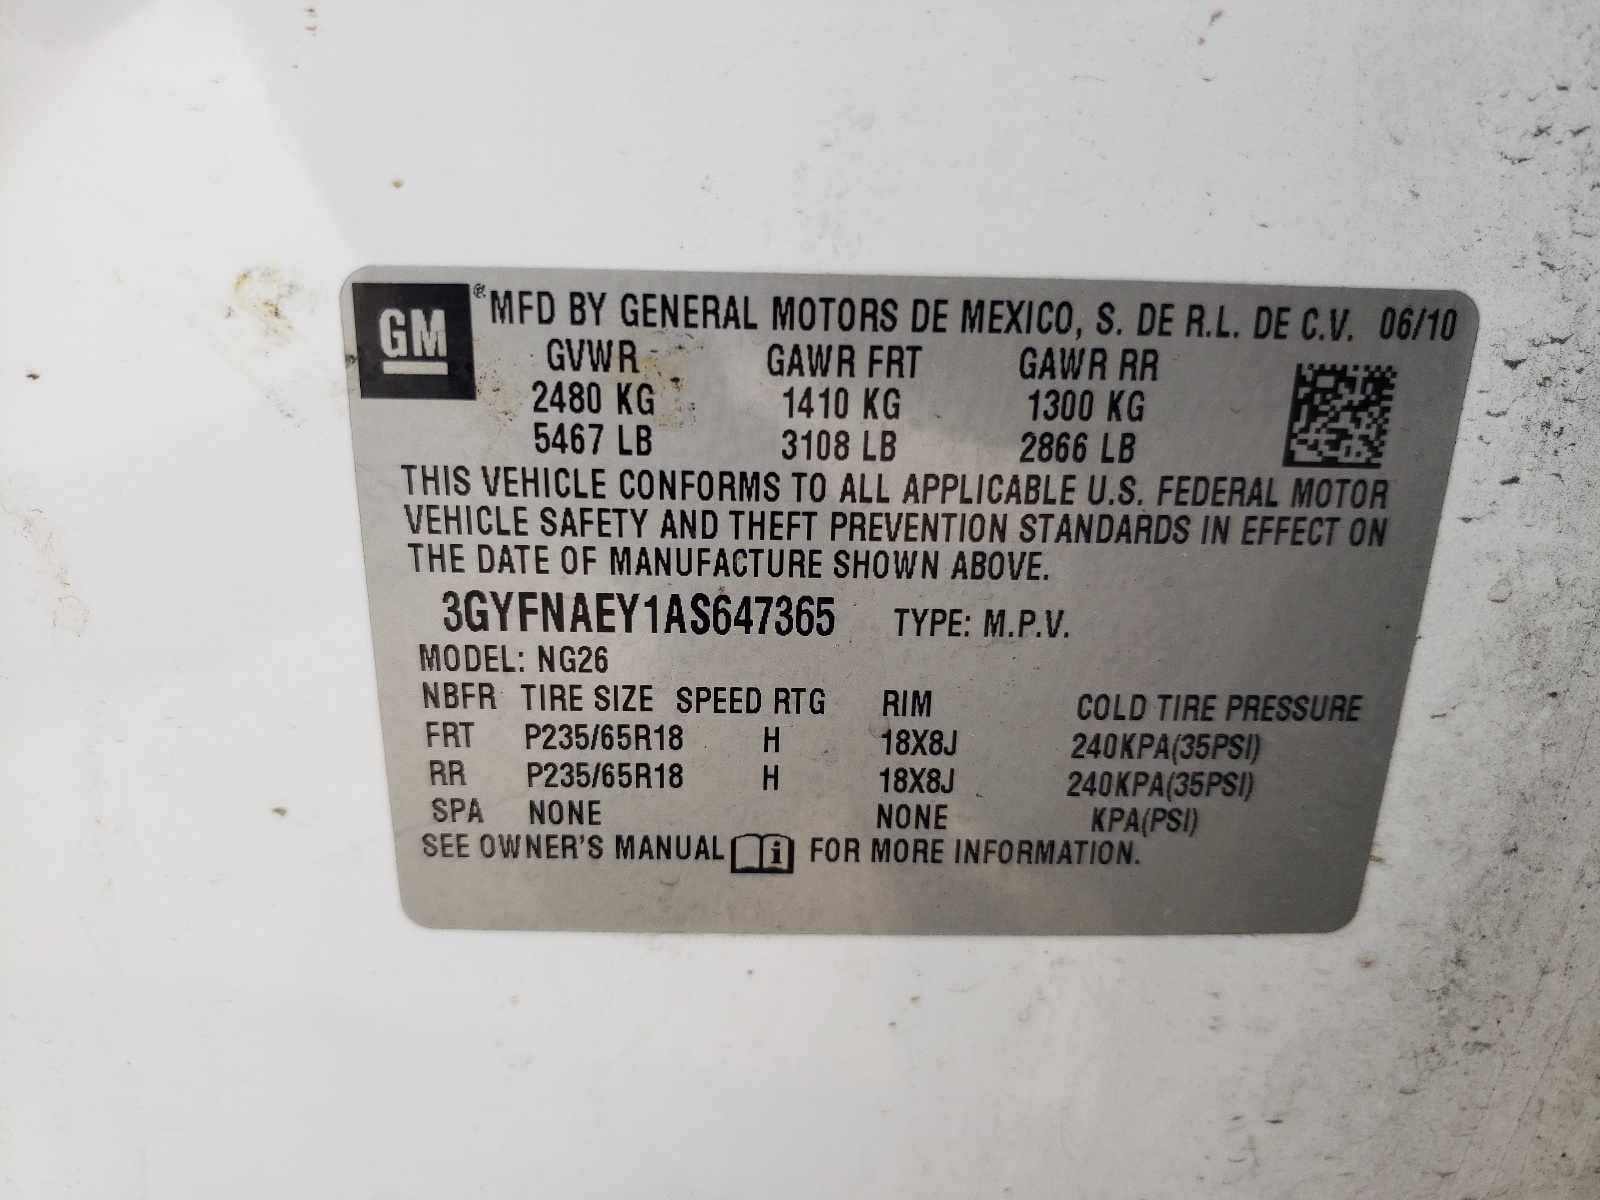 GM ® MFD BY GENERAL MOTORS DE MEXICO, S. DE R.L. DE C.V. 06/10
GVWR GAWR FRT GAWR RR
2480 KG 1410 KG 1300 KG
5467 LB 3108 LB 2866 LB
THIS VEHICLE CONFORMS TO ALL APPLICABLE U.S. FEDERAL MOTOR
VEHICLE SAFETY AND THEFT PREVENTION STANDARDS IN EFFECT ON
THE DATE OF MANUFACTURE SHOWN ABOVE.
3GYFNAEY1AS647365 TYPE: M.P.V.
MODEL: NG26
NBFR TIRE SIZE SPEED RTG RIM COLD TIRE PRESSURE
FRT P235/65R18 H 18X8J 240KPA(35PSI)
RR P235/65R18 H 18X8J 240KPA(35PSI)
SPA NONE NONE KPA(PSI)
SEE OWNER'S MANUAL i FOR MORE INFORMATION.